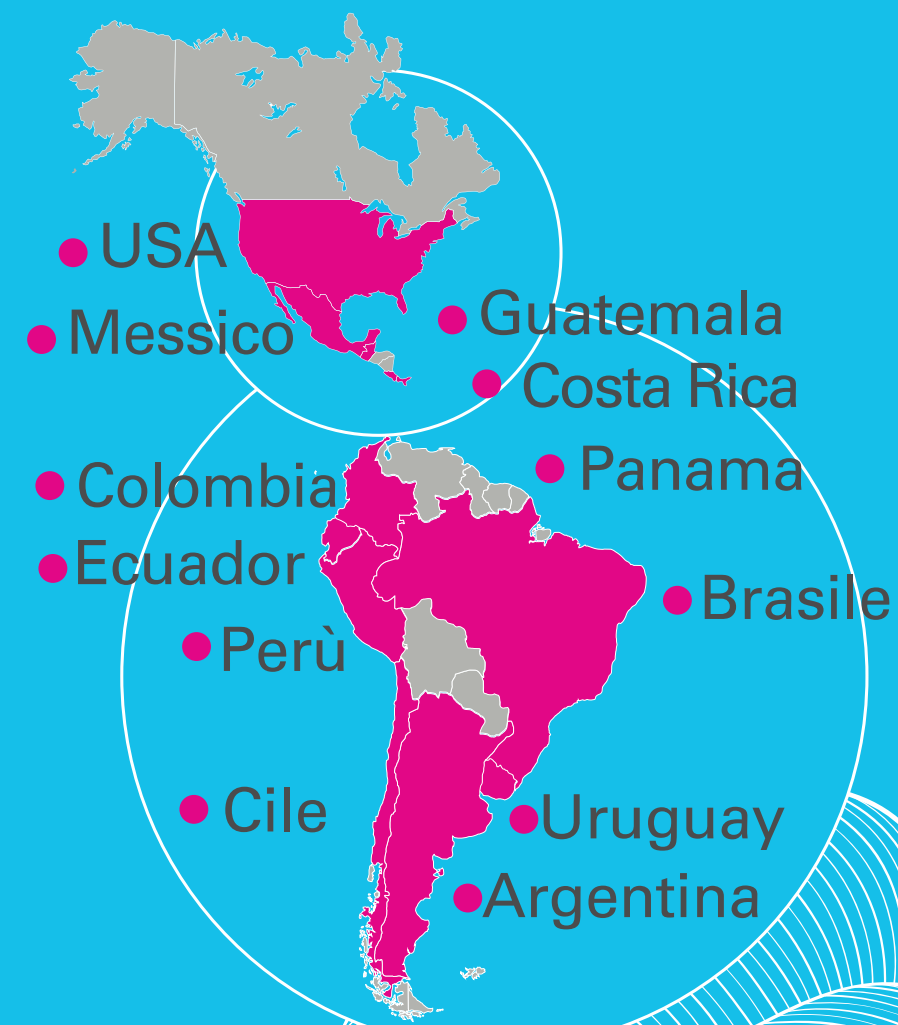 USA
Messico
Guatemala
Costa Rica
Colombia
Panama
Ecuador
Brasile
Perù
Cile
Uruguay
Argentina